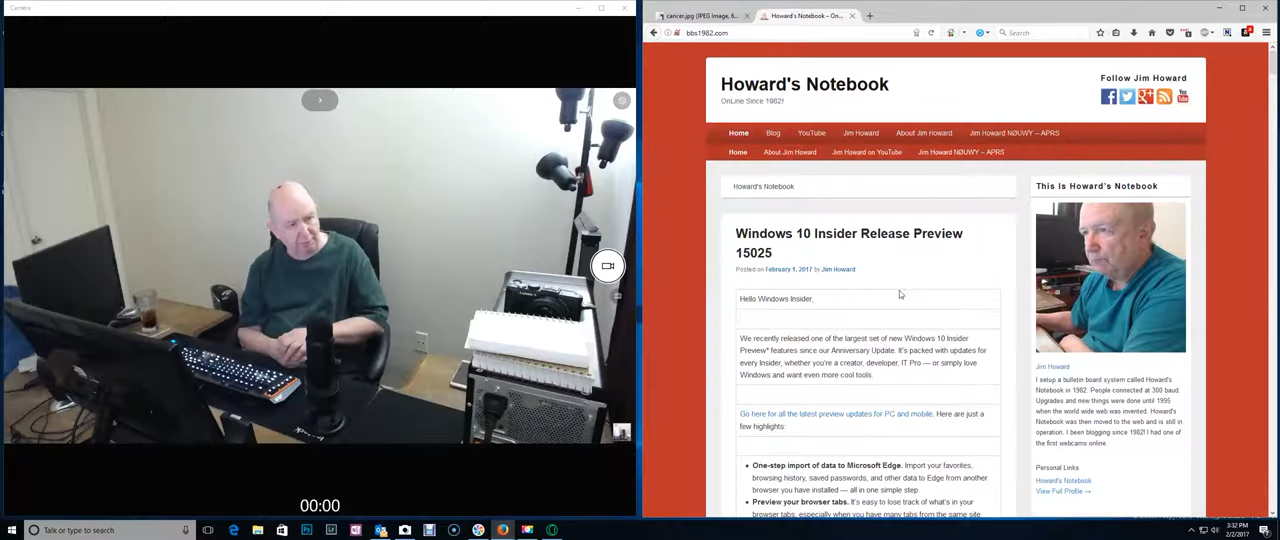 Camera
cancer.jpg (JPEG Image, 6...
Howard's Notebook – On...
bbs1982.com
Search
Howard's Notebook
OnLine Since 1982!
Follow Jim Howard
Home Blog YouTube Jim Howard About Jim Howard Jim Howard NØUWY – APRS
Home About Jim Howard Jim Howard on YouTube Jim Howard NØUWY – APRS
Howard's Notebook
Windows 10 Insider Release Preview
15025
Posted on February 1, 2017 by Jim Howard
Hello Windows Insider,
We recently released one of the largest set of new Windows 10 Insider
Preview* features since our Anniversary Update. It's packed with updates for
every Insider, whether you're a creator, developer, IT Pro — or simply love
Windows and want even more cool tools.
Go here for all the latest preview updates for PC and mobile. Here are just a
few highlights:
One-step import of data to Microsoft Edge. Import your favorites,
browsing history, saved passwords, and other data to Edge from another
browser you have installed — all in one simple step.
Preview your browser tabs. It's easy to lose track of what's in your
browser tabs, especially when you have many tabs from the same site.
This Is Howard's Notebook
Jim Howard
I setup a bulletin board system called Howard's
Notebook in 1982. People connected at 300 baud.
Upgrades and new things were done until 1995
when the world wide web was invented. Howard's
Notebook was then moved to the web and is still in
operation. I been blogging since 1982! I had one of
the first webcams online.
Personal Links
Howard's Notebook
View Full Profile →
00:00
Talk or type to search
3:32 PM
2/2/2017